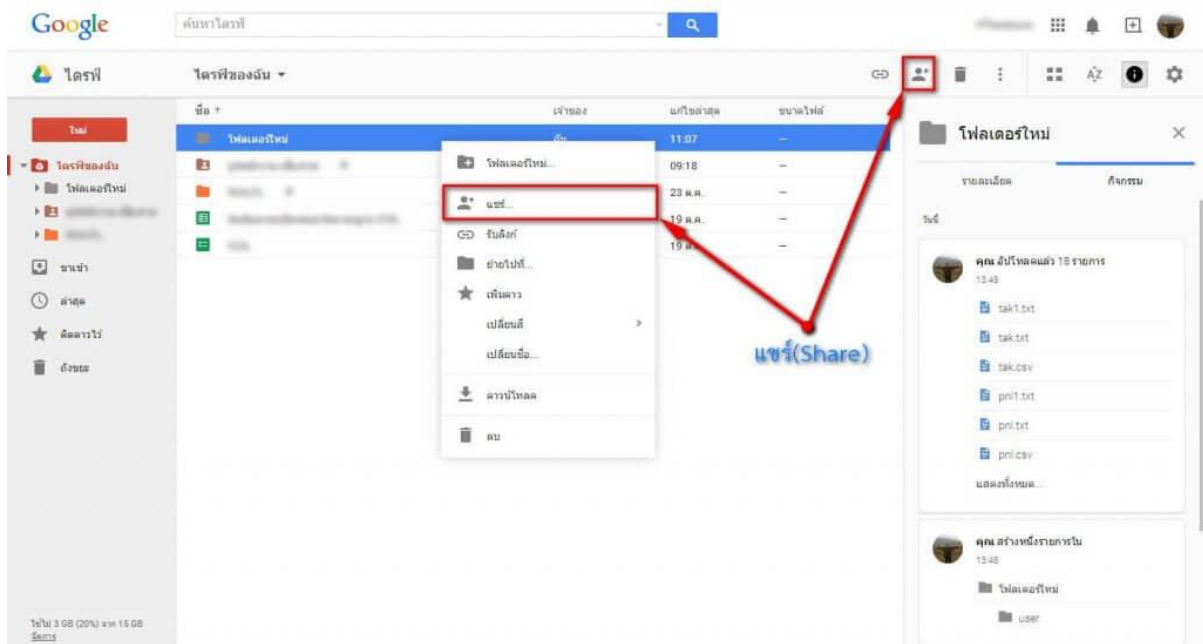 Google
ค้นหาไดรฟ์
ไดรฟ์
ไดรฟ์ของฉัน
ชื่อ
เจ้าของ
แก้ไขล่าสุด
ขนาดไฟล์
ใหม่
ไดรฟ์ของฉัน
โฟลเดอร์ใหม่
ขาเข้า
ล่าสุด
ติดดาวไว้
ถังขยะ
ใช้ไป 3 GB (20%) จาก 15 GB
จัดการ
โฟลเดอร์ใหม่ ฉัน 11:07 –
09:18 –
23 ต.ค. –
19 ต.ค. –
19 –
โฟลเดอร์ใหม่...
แชร์...
รับลิงก์
ย้ายไปที่...
เพิ่มดาว
เปลี่ยนสี
เปลี่ยนชื่อ...
ดาวน์โหลด
ลบ
แชร์(Share)
AZ
โฟลเดอร์ใหม่
รายละเอียด
กิจกรรม
วันนี้
คุณ อัปโหลดแล้ว 18 รายการ
13:49
tak1.txt
tak.txt
tak.csv
pnl1.txt
pnl.txt
pnl.csv
แสดงทั้งหมด...
คุณ สร้างหนึ่งรายการใน
13:48
โฟลเดอร์ใหม่
user